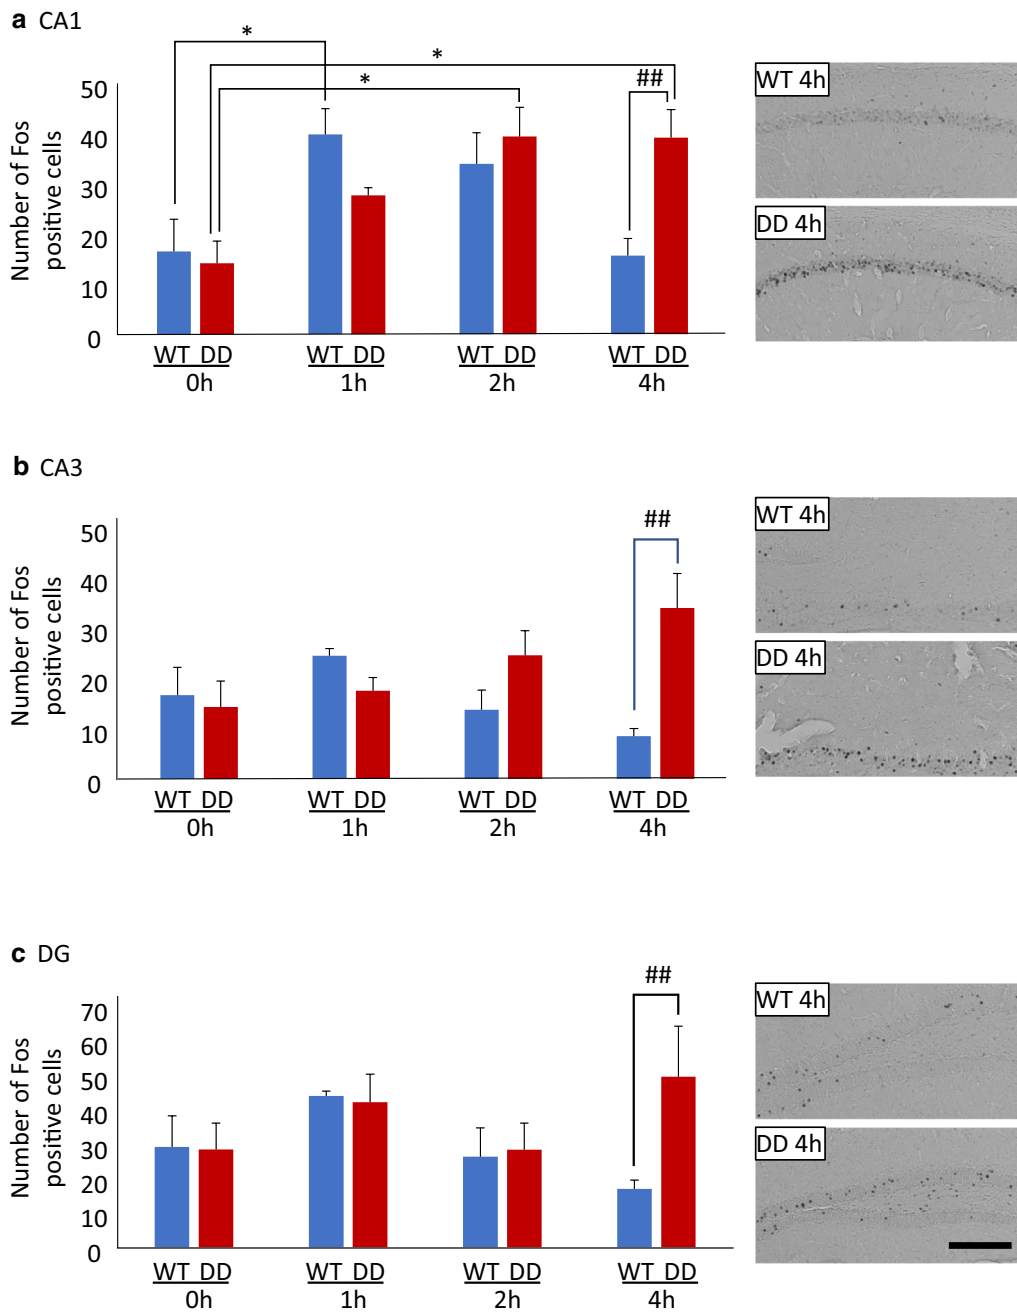 a CA1
* * * ##
Number of Fos
positive cells
50
40
30
20
10
0
WT DD WT DD WT DD WT DD
0h 1h 2h 4h
WT 4h
DD 4h
b CA3
##
Number of Fos
positive cells
50
40
30
20
10
0
WT DD WT DD WT DD WT DD
0h 1h 2h 4h
WT 4h
DD 4h
c DG
##
Number of Fos
positive cells
70
60
50
40
30
20
10
0
WT DD WT DD WT DD WT DD
0h 1h 2h 4h
WT 4h
DD 4h